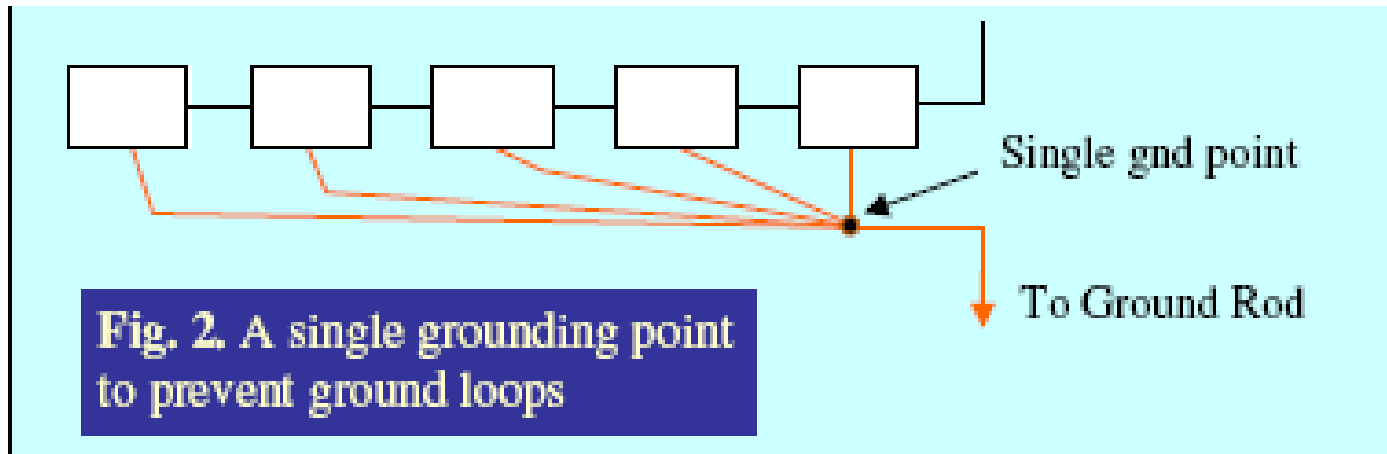 Single gnd point
To Ground Rod
Fig. 2. A single grounding point
to prevent ground loops